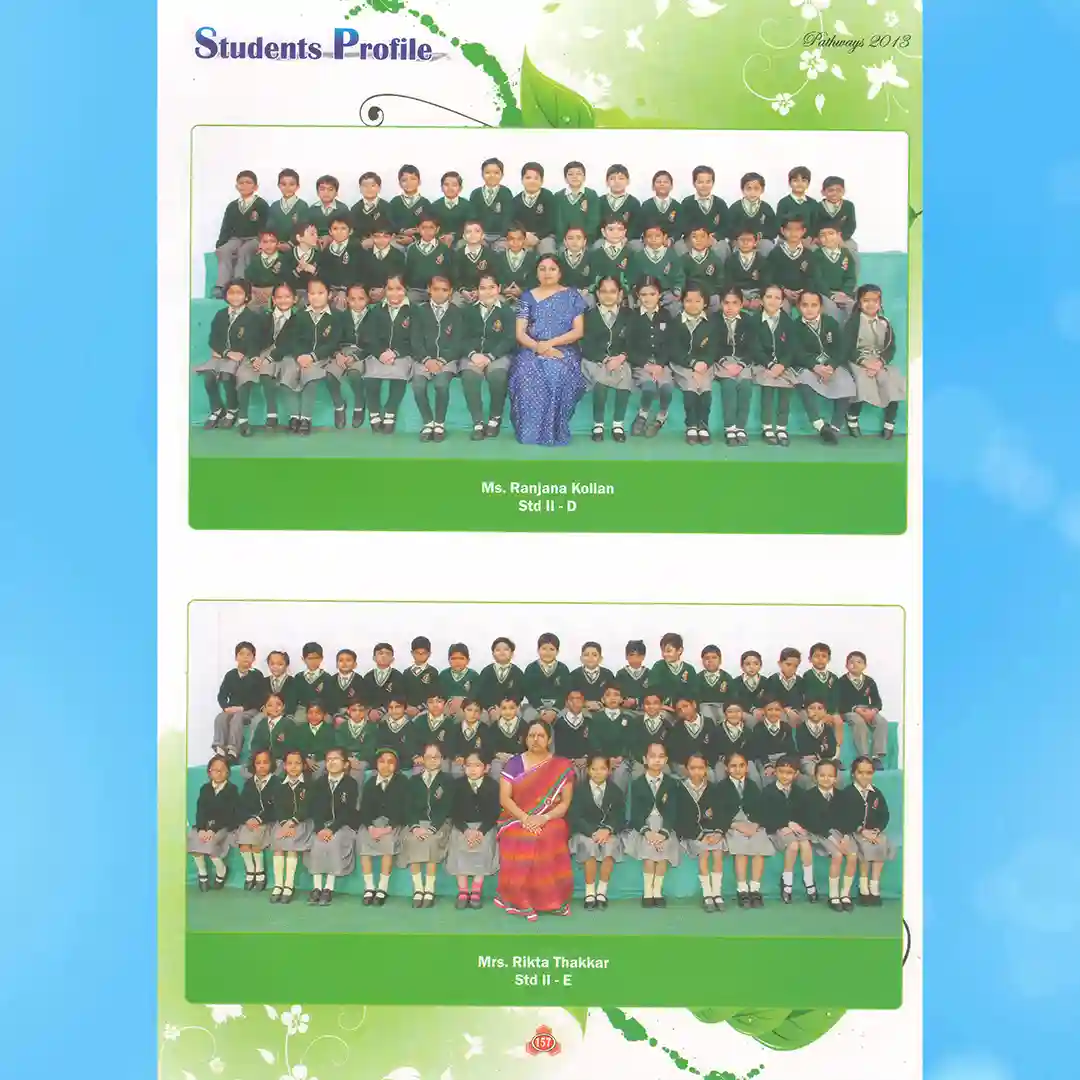 Students Profile
Pathways 2013
Ms. Ranjana Kolian
Std II - D
Mrs. Rikta Thakkar
Std II - E
157